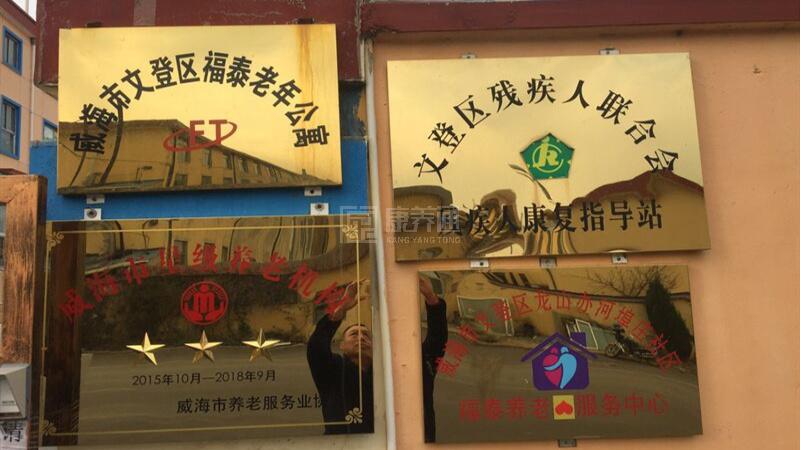 威海市文登区福泰老年公寓
FT
文登区残疾人联合会
疾人康复指导站
康养通
KANG YANG TONG
威海市星级养老机构
2015年10月—2018年9月
威海市养老服务业协
威海市文登区龙山办河埠庄社区
福泰养老服务中心
清